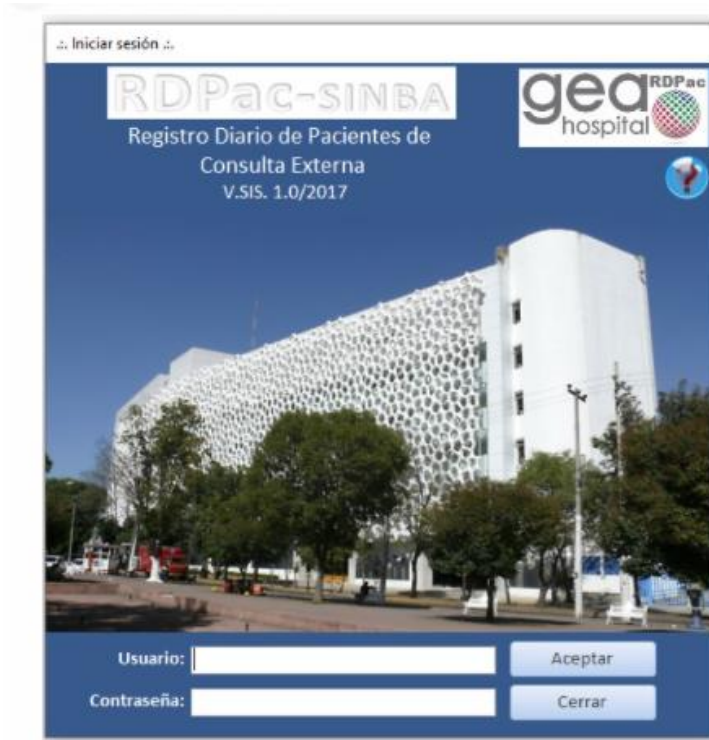 .:. Iniciar sesión .:.
RDPac-SINBA
Registro Diario de Pacientes de
Consulta Externa
V.SIS. 1.0/2017
gea
hospital
RDPac
Usuario:
Aceptar
Contraseña:
Cerrar